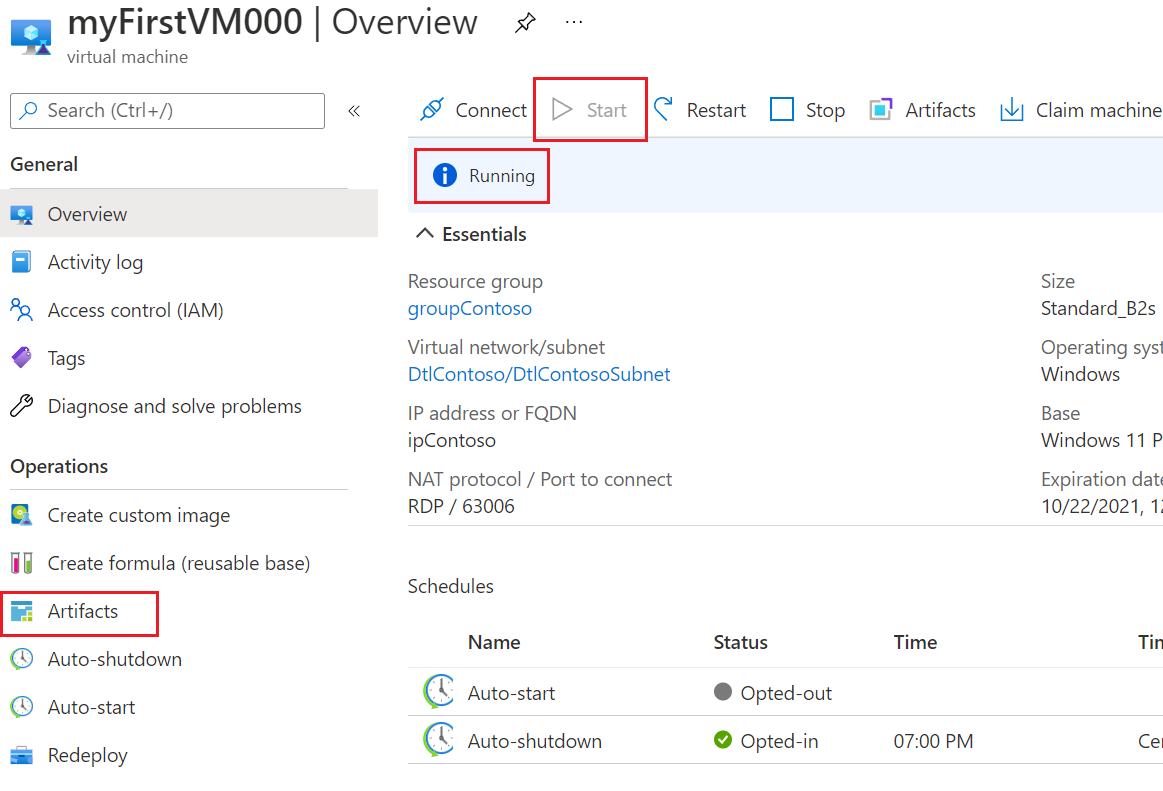 myFirstVM000 | Overview
virtual machine
Search (Ctrl+/)
General
Overview
Activity log
Access control (IAM)
Tags
Diagnose and solve problems
Operations
Create custom image
Create formula (reusable base)
Artifacts
Auto-shutdown
Auto-start
Redeploy
Connect Start Restart Stop Artifacts Claim machine
Running
Essentials
Resource group
groupContoso
Virtual network/subnet
DtlContoso/DtlContosoSubnet
IP address or FQDN
ipContoso
NAT protocol / Port to connect
RDP / 63006
Size
Standard_B2s
Operating syst
Windows
Base
Windows 11 P
Expiration date
10/22/2021, 12
Schedules
Name Status Time Tim
Auto-start Opted-out
Auto-shutdown Opted-in 07:00 PM Cen